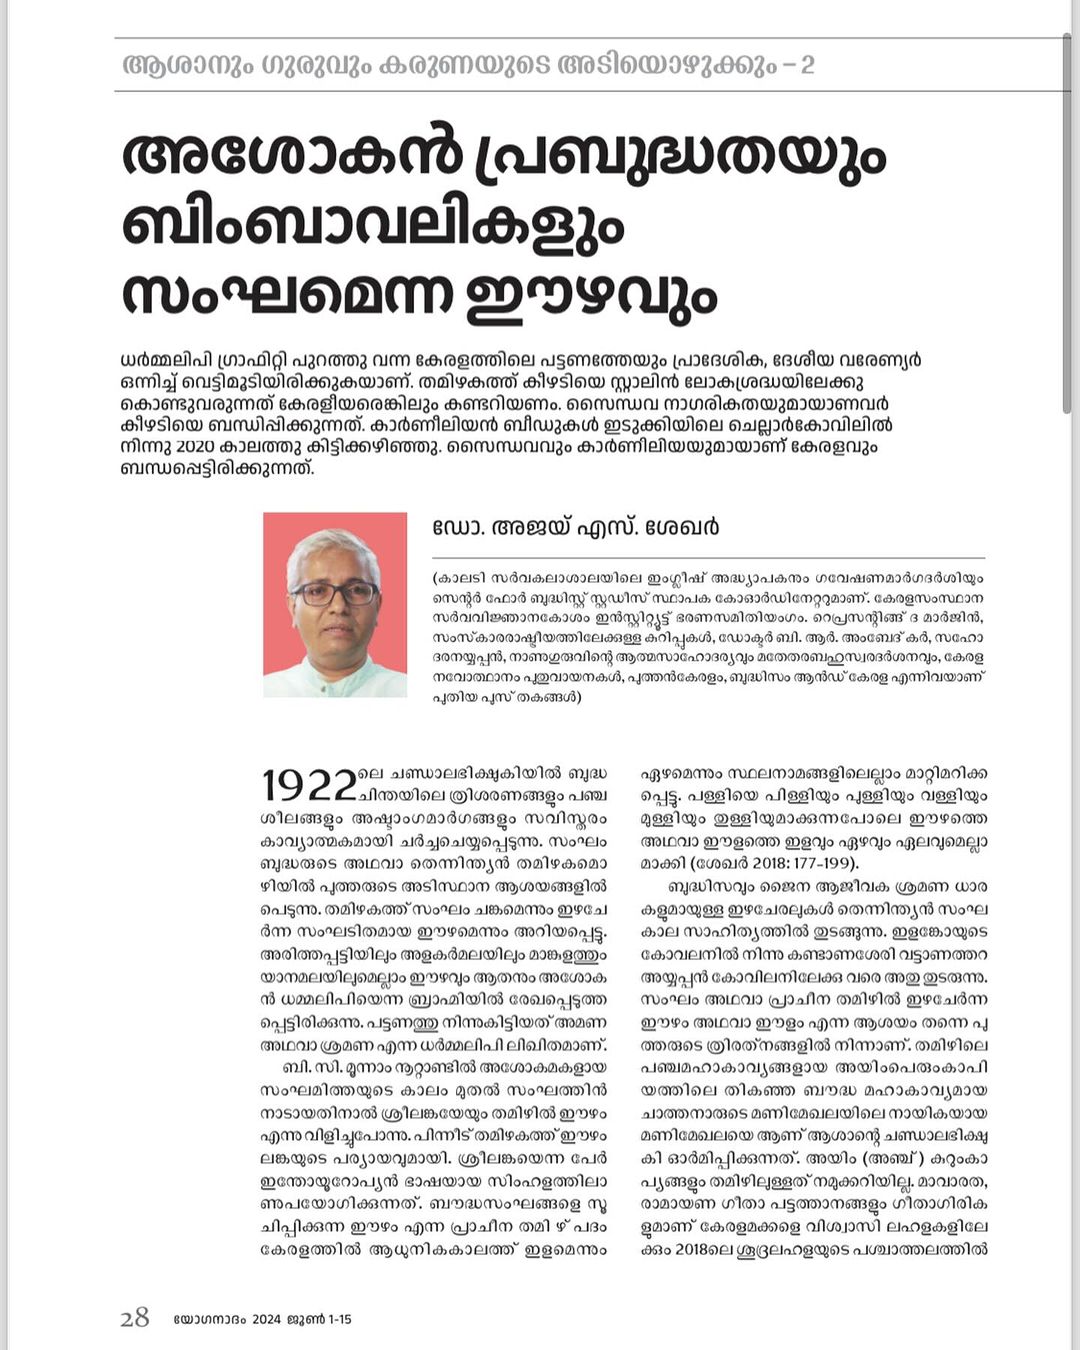 ആശാനും ഗുരുവും കരുണയുടെ അടിയൊഴുക്കും – 2
അശോകൻ പ്രബുദ്ധതയും
ബിംബാവലികളും
സംഘമെന്ന ഈഴവും
ധർമ്മലിപി ഗ്രാഫിറ്റി പുറത്തു വന്ന കേരളത്തിലെ പട്ടണത്തേയും പ്രാദേശിക, ദേശീയ വരേണ്യർ
ഒന്നിച്ച് വെട്ടിമൂടിയിരിക്കുകയാണ്. തമിഴകത്ത് കീഴടിയെ സ്റ്റാലിൻ ലോകശ്രദ്ധയിലേക്കു
കൊണ്ടുവരുന്നത് കേരളീയരെങ്കിലും കണ്ടറിയണം. സൈന്ധവ നാഗരികതയുമായാണവർ
കീഴടിയെ ബന്ധിപ്പിക്കുന്നത്. കാർണീലിയൻ ബീഡുകൾ ഇടുക്കിയിലെ ചെല്ലാർകോവിലിൽ
നിന്നു 2020 കാലത്തു കിട്ടിക്കഴിഞ്ഞു. സൈന്ധവവും കാർണിലിയയുമായാണ് കേരളവും
ബന്ധപ്പെട്ടിരിക്കുന്നത്.
ഡോ. അജയ് എസ്. ശേഖർ
(കാലടി സർവകലാശാലയിലെ ഇംഗ്ലീഷ് അദ്ധ്യാപകനും ഗവേഷണമാർഗദർശിയും
സെന്റർ ഫോർ ബുദ്ധിസ്റ്റ് സ്റ്റഡീസ് സ്ഥാപക കോഓർഡിനേറ്ററുമാണ്. കേരളസംസ്ഥാന
സർവവിജ്ഞാനകോശം ഇൻസ്റ്റിറ്റ്യൂട്ട് ഭരണസമിതിയംഗം. റെപ്രസന്റിങ്ങ് ദ മാർജിൻ,
സംസ്കാരരാഷ്ട്രീയത്തിലേക്കുള്ള കുറിപ്പുകൾ, ഡോക്ടർ ബി. ആർ. അംബേദ് കർ, സഹോ
ദരനയ്യപ്പൻ, നാണുഗുരുവിന്റെ ആത്മസാഹോദര്യവും മതേതരബഹുസ്വരദർശനവും, കേരള
നവോത്ഥാനം പുതുവായനകൾ, പുത്തൻകേരളം, ബുദ്ധിസം ആൻഡ് കേരള എന്നിവയാണ്
പുതിയ പുസ് തകങ്ങൾ)
1922ലെ ചണ്ഡാലഭിക്ഷുകിയിൽ ബുദ്ധ
ചിന്തയിലെ ത്രിശരണങ്ങളും പഞ്ച
ശീലങ്ങളും അഷ്ടാംഗമാർഗങ്ങളും സവിസ്തരം
കാവ്യാത്മകമായി ചർച്ചചെയ്യപ്പെടുന്നു. സംഘം
ബുദ്ധരുടെ അഥവാ തെന്നിന്ത്യൻ തമിഴകമൊ
ഴിയിൽ പുത്തരുടെ അടിസ്ഥാന ആശയങ്ങളിൽ
പെടുന്നു. തമിഴകത്ത് സംഘം ചങ്കമെന്നും ഇഴചേ
ർന്ന സംഘടിതമായ ഈഴമെന്നും അറിയപ്പെട്ടു.
അരിത്തപ്പട്ടിയിലും അളകർമലയിലും മാങ്കുളത്തും
യാനമലയിലുമെല്ലാം ഈഴവും ആതനും അശോക
ൻ ധമ്മലിപിയെന്ന ബ്രാഹ്മിയിൽ രേഖപ്പെടുത്ത
പ്പെട്ടിരിക്കുന്നു. പട്ടണത്തു നിന്നുകിട്ടിയത് അമണ
അഥവാ ശ്രമണ എന്ന ധർമ്മലിപി ലിഖിതമാണ്.
ബി. സി. മൂന്നാം നൂറ്റാണ്ടിൽ അശോകമകളായ
സംഘമിത്തയുടെ കാലം മുതൽ സംഘത്തിൻ
നാടായതിനാൽ ശ്രീലങ്കയേയും തമിഴിൽ ഈഴം
എന്നു വിളിച്ചുപോന്നു. പിന്നീട് തമിഴകത്ത് ഈഴം
ലങ്കയുടെ പര്യായവുമായി. ശ്രീലങ്കയെന്ന പേർ
ഇന്തോയൂറോപ്യൻ ഭാഷയായ സിംഹളത്തിലാ
ണുപയോഗിക്കുന്നത്. ബൗദ്ധസംഘങ്ങളെ സൂ
ചിപ്പിക്കുന്ന ഈഴം എന്ന പ്രാചീന തമി ഴ് പദം
കേരളത്തിൽ ആധുനികകാലത്ത് ഇളമെന്നും
ഏഴമെന്നും സ്ഥലനാമങ്ങളിലെല്ലാം മാറ്റിമറിക്ക
പ്പെട്ടു. പള്ളിയെ പിള്ളിയും പുള്ളിയും വള്ളിയും
മുള്ളിയും തുള്ളിയുമാക്കുന്നപോലെ ഈഴത്തെ
അഥവാ ഈളത്തെ ഇളവും ഏഴവും ഏലവുമെല്ലാ
മാക്കി (ശേഖർ 2018: 177-199).
ബുദ്ധിസവും ജൈന ആജീവക ശ്രമണ ധാര
കളുമായുള്ള ഇഴചേരലുകൾ തെന്നിന്ത്യൻ സംഘ
കാല സാഹിത്യത്തിൽ തുടങ്ങുന്നു. ഇളങ്കോയുടെ
കോവലനിൽ നിന്നു കണ്ടാണശേരി വട്ടാണത്തറ
അയ്യപ്പൻ കോവിലനിലേക്കു വരെ അതു തുടരുന്നു.
സംഘം അഥവാ പ്രാചീന തമിഴിൽ ഇഴചേർന്ന
ഈഴം അഥവാ ഈളം എന്ന ആശയം തന്നെ പു
ത്തരുടെ ത്രിരത്നങ്ങളിൽ നിന്നാണ്. തമിഴിലെ
പഞ്ചമഹാകാവ്യങ്ങളായ അയിംപെരുംകാപി
യത്തിലെ തികഞ്ഞ ബൗദ്ധ മഹാകാവ്യമായ
ചാത്തനാരുടെ മണിമേഖലയിലെ നായികയായ
മണിമേഖലയെ ആണ് ആശാന്റെ ചണ്ഡാലഭിക്ഷു
കി ഓർമിപ്പിക്കുന്നത്. അയിം (അഞ്ച് ) കുറുംകാ
പ്യങ്ങളും തമിഴിലുള്ളത് നമുക്കറിയില്ല. മാവാരത,
രാമായണ ഗീതാ പട്ടത്താനങ്ങളും ഗീതാഗിരിക
ളുമാണ് കേരളമക്കളെ വിശ്വാസി ലഹളകളിലേ
ക്കും 2018ലെ ശൂദ്രലഹളയുടെ പശ്ചാത്തലത്തിൽ
28 യോഗനാദം 2024 ജൂൺ 1-15